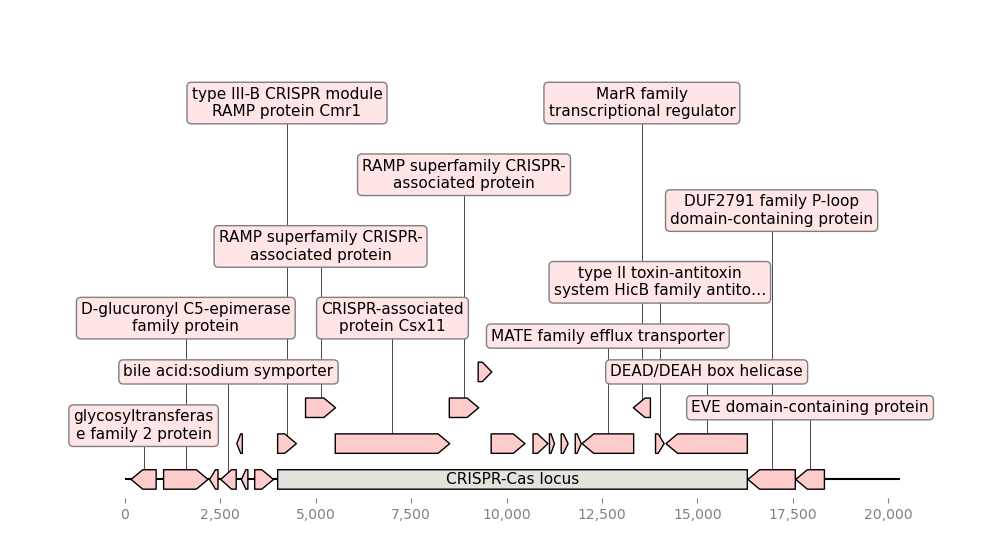 type III-B CRISPR module
RAMP protein Cmr1
MarR family
transcriptional regulator
RAMP superfamily CRISPR-
associated protein
DUF2791 family P-loop
domain-containing protein
RAMP superfamily CRISPR-
associated protein
type II toxin-antitoxin
system HicB family antito…
D-glucuronyl C5-epimerase
family protein
CRISPR-associated
protein Csx11
MATE family efflux transporter
bile acid:sodium symporter
DEAD/DEAH box helicase
glycosyltransferas
e family 2 protein
EVE domain-containing protein
CRISPR-Cas locus
0 2,500 5,000 7,500 10,000 12,500 15,000 17,500 20,000